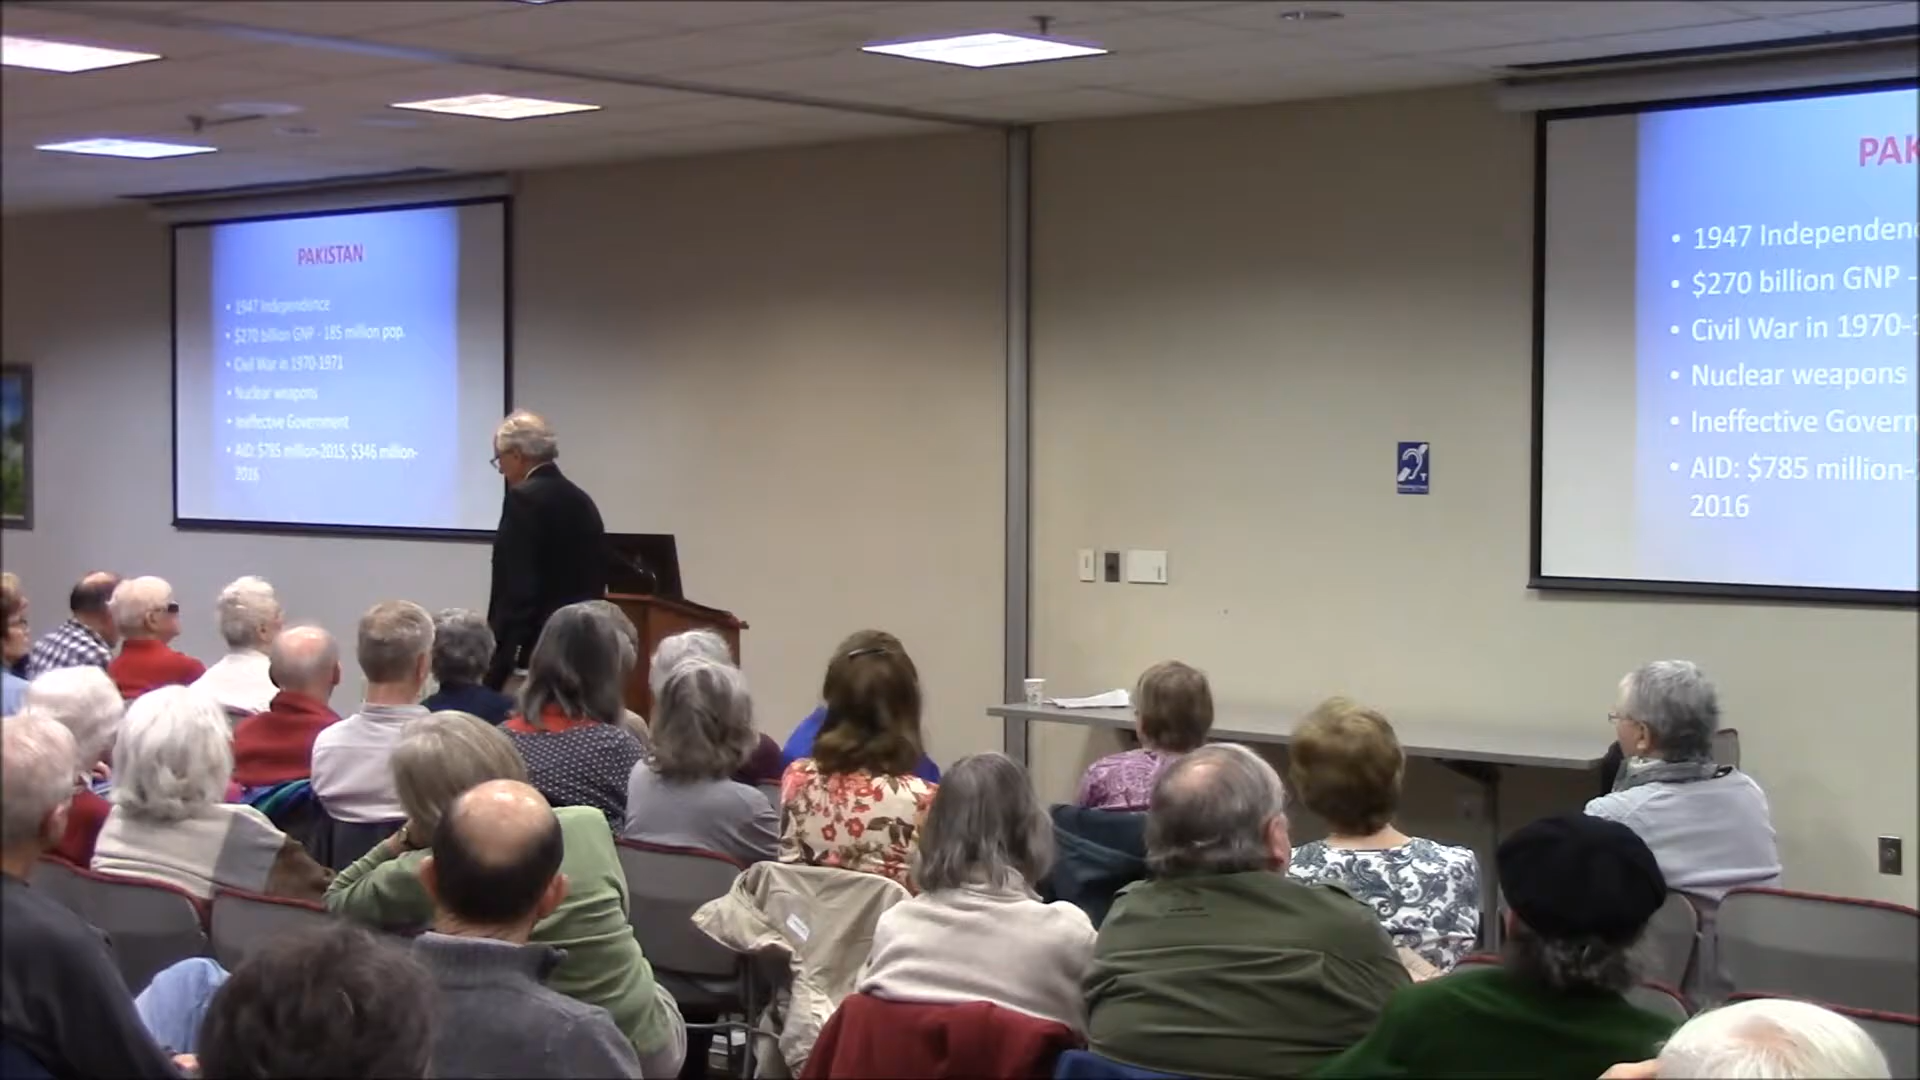 PAKISTAN
• 1947 Independence
• $270 billion GNP - 185 million pop.
• Civil War in 1970-1971
• Nuclear weapons
• Ineffective Government
• AID: $785 million-2015; $346 million-
2016
PAK
• 1947 Independen
• $270 billion GNP -
• Civil War in 1970-
• Nuclear weapons
• Ineffective Govern
• AID: $785 million-
2016
T